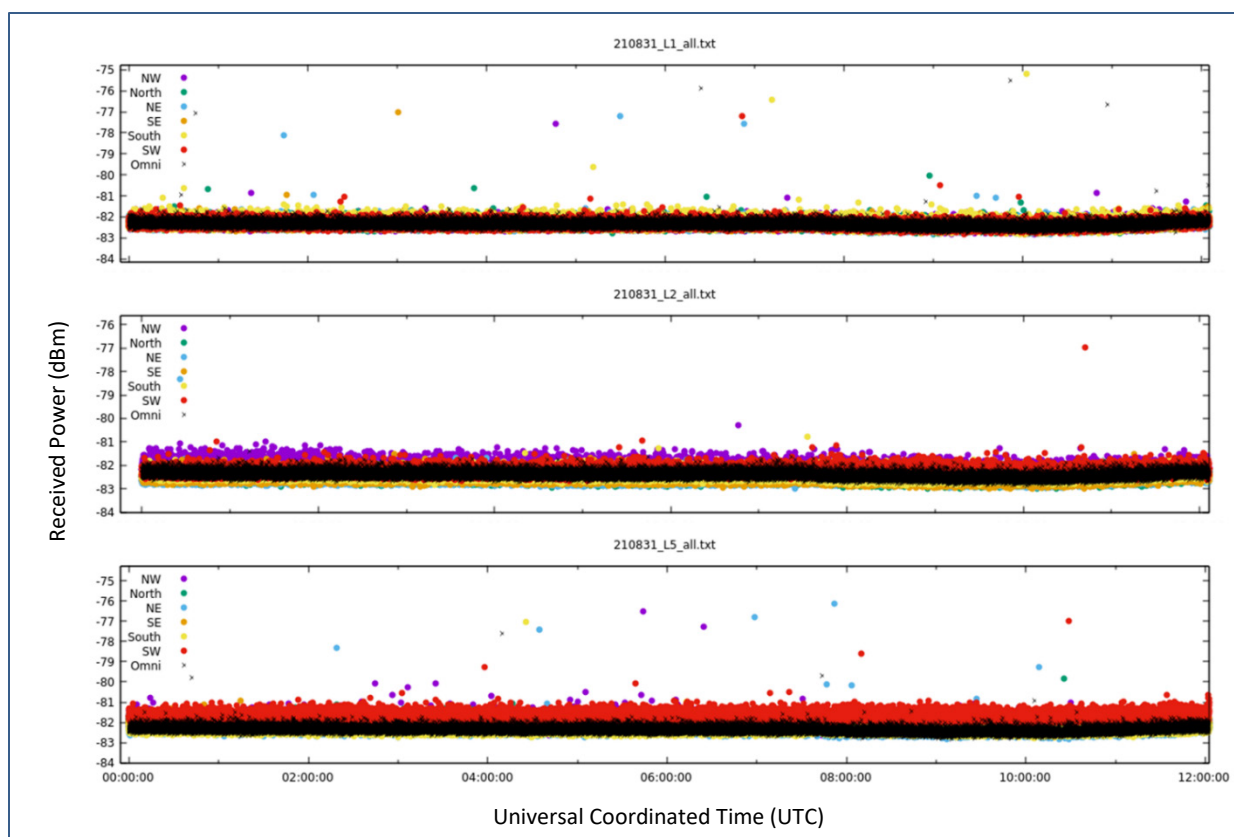 210831_L1_all.txt
-75
-76
-77
-78
-79
-80
-81
-82
-83
-84
NW
North
NE
SE
South
SW
Omni
210831_L2_all.txt
-76
-77
-78
-79
-80
-81
-82
-83
-84
NW
North
NE
SE
South
SW
Omni
Received Power (dBm)
210831_L5_all.txt
-75
-76
-77
-78
-79
-80
-81
-82
-83
-84
NW
North
NE
SE
South
SW
Omni
00:00:00 02:00:00 04:00:00 06:00:00 08:00:00 10:00:00 12:00:00
Universal Coordinated Time (UTC)